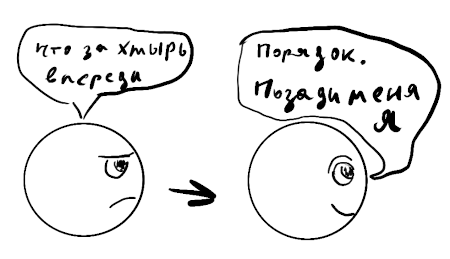 что за хмырь
впереди
Порядок.
Позади меня
Я